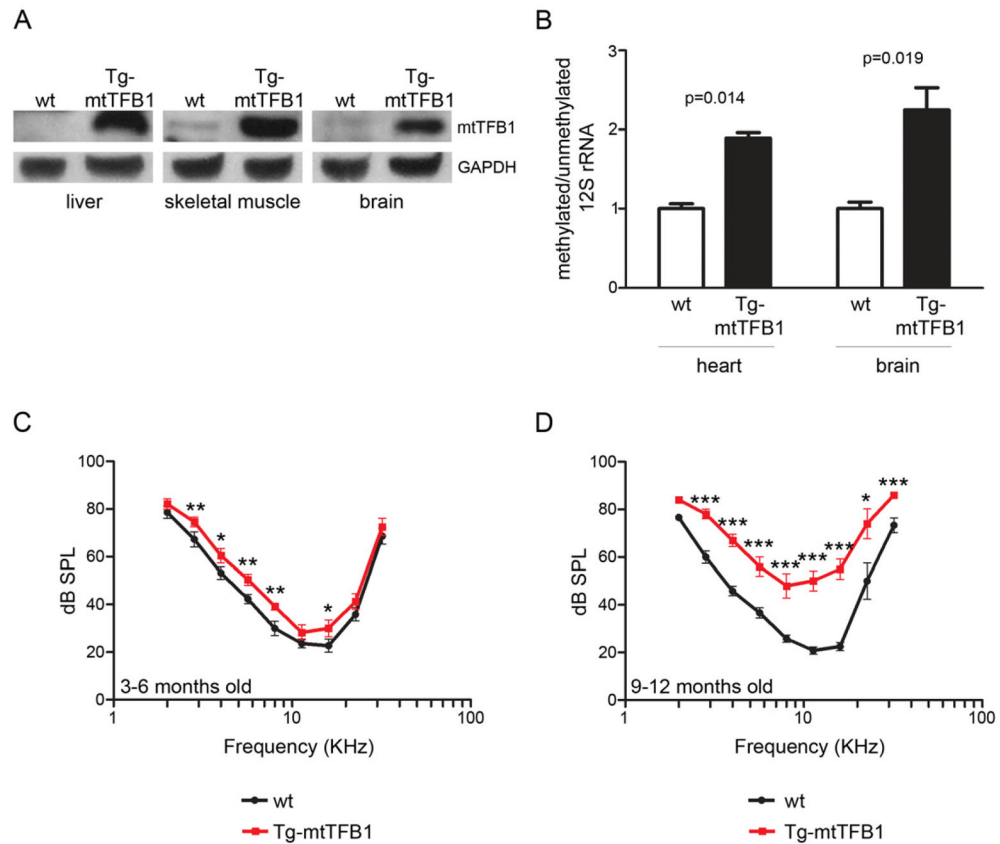 A
wt
Tg-
mtTFB1
wt
Tg-
mtTFB1
wt
Tg-
mtTFB1
mtTFB1
GAPDH
liver
skeletal muscle
brain
B
methylated/unmethylated
12S rRNA
3
2
1
0
p=0.014
p=0.019
wt
Tg-
mtTFB1
wt
Tg-
mtTFB1
heart
brain
C
dB SPL
100
80
60
40
20
0
** * ** ** *
3-6 months old
1 10 100
Frequency (KHz)
wt
Tg-mtTFB1
D
dB SPL
100
80
60
40
20
0
*** *** *** *** *** *** * ***
9-12 months old
1 10 100
Frequency (KHz)
wt
Tg-mtTFB1